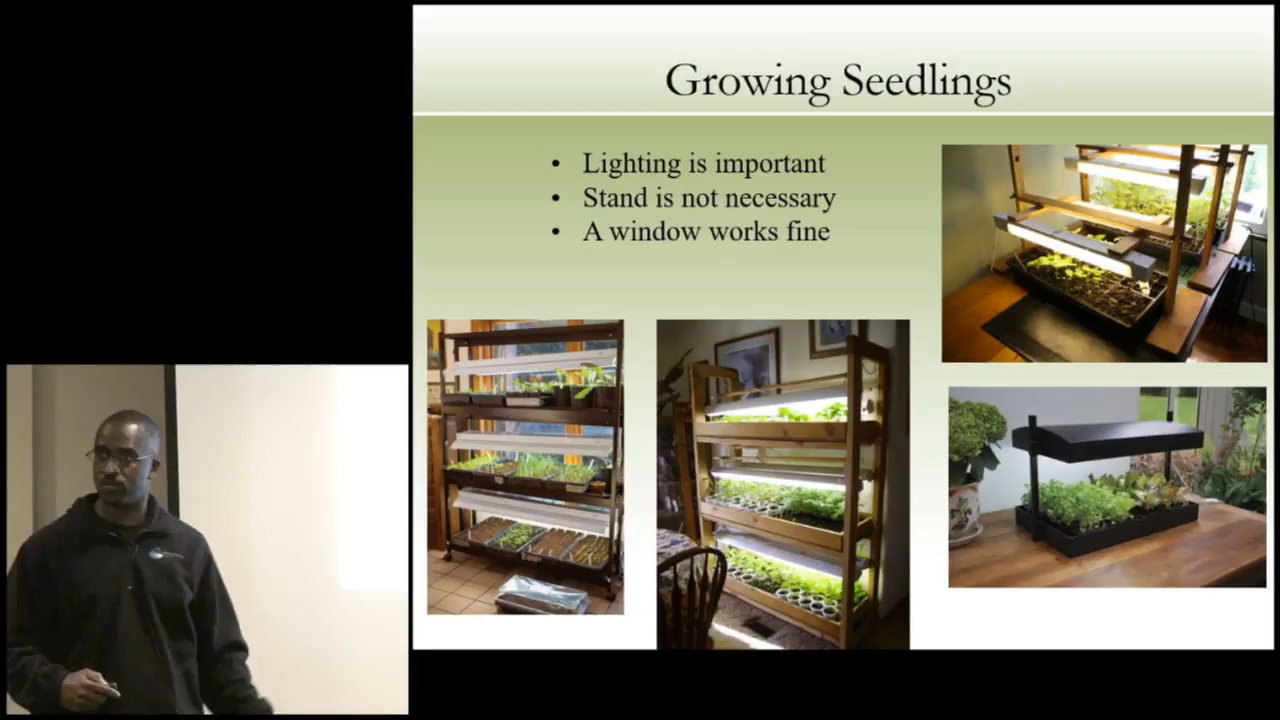 Growing Seedlings
• Lighting is important
• Stand is not necessary
• A window works fine